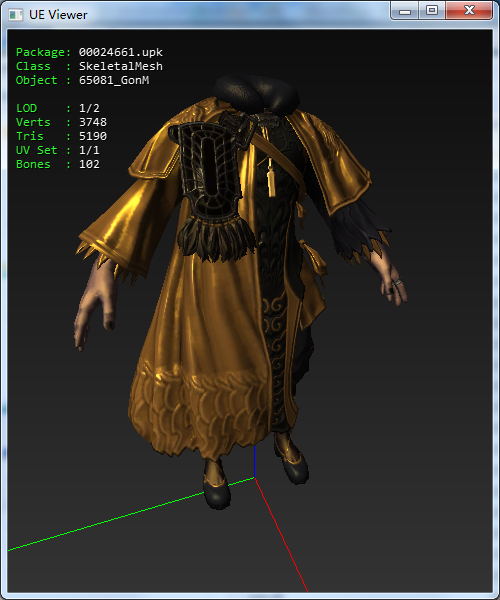 UE Viewer
Package: 00024661.upk
Class  : SkeletalMesh
Object : 65081_GonM
LOD    : 1/2
Verts  : 3748
Tris   : 5190
UV Set : 1/1
Bones  : 102